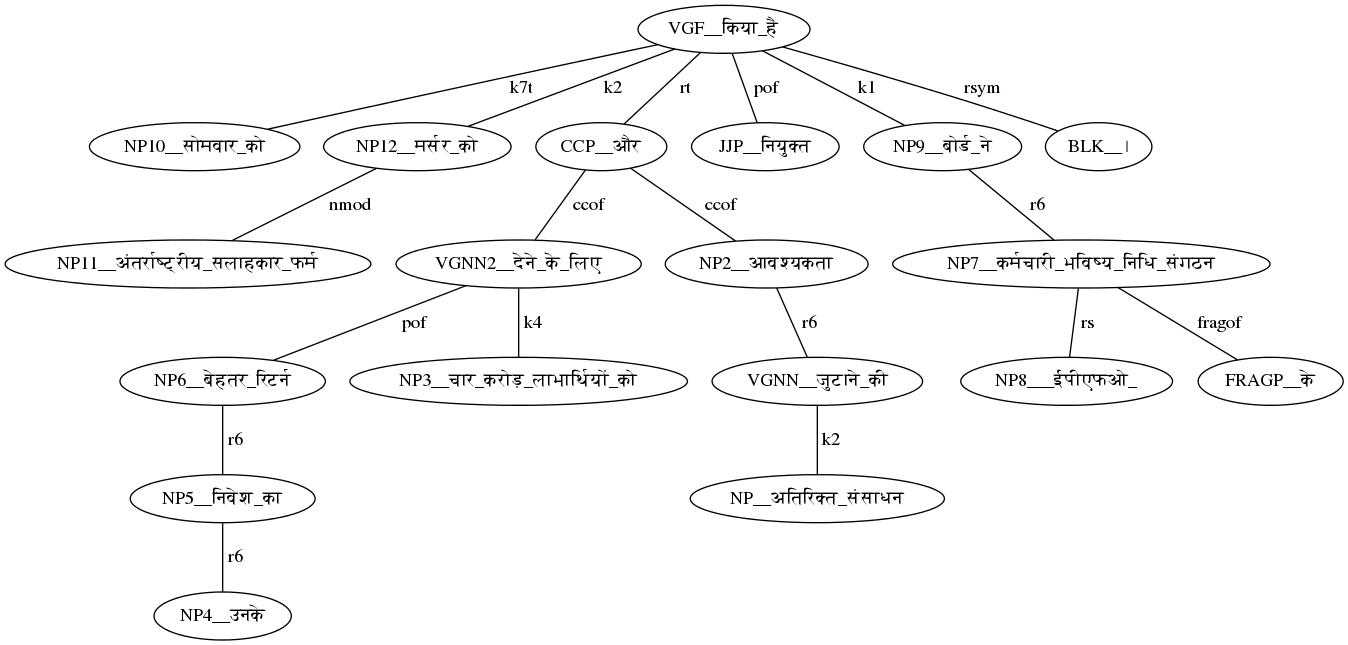 VGF__किया_है
k7t k2 rt pof k1 rsym
NP10__सोमवार_को NP12__मर्सर_को CCP__और JJP__नियुक्त NP9__बोर्ड_ने BLK__।
nmod ccof ccof r6
NP11__अंतर्राष्ट्रीय_सलाहकार_फर्म VGNN2__देने_के_लिए NP2__आवश्यकता NP7__कर्मचारी_भविष्य_निधि_संगठन
pof k4 r6 rs fragof
NP6__बेहतर_रिटर्न NP3__चार_करोड़_लाभार्थियों_को VGNN__जुटाने_की NP8___ईपीएफओ_ FRAGP__के
r6 k2
NP5__निवेश_का NP__अतिरिक्त_संसाधन
r6
NP4__उनके